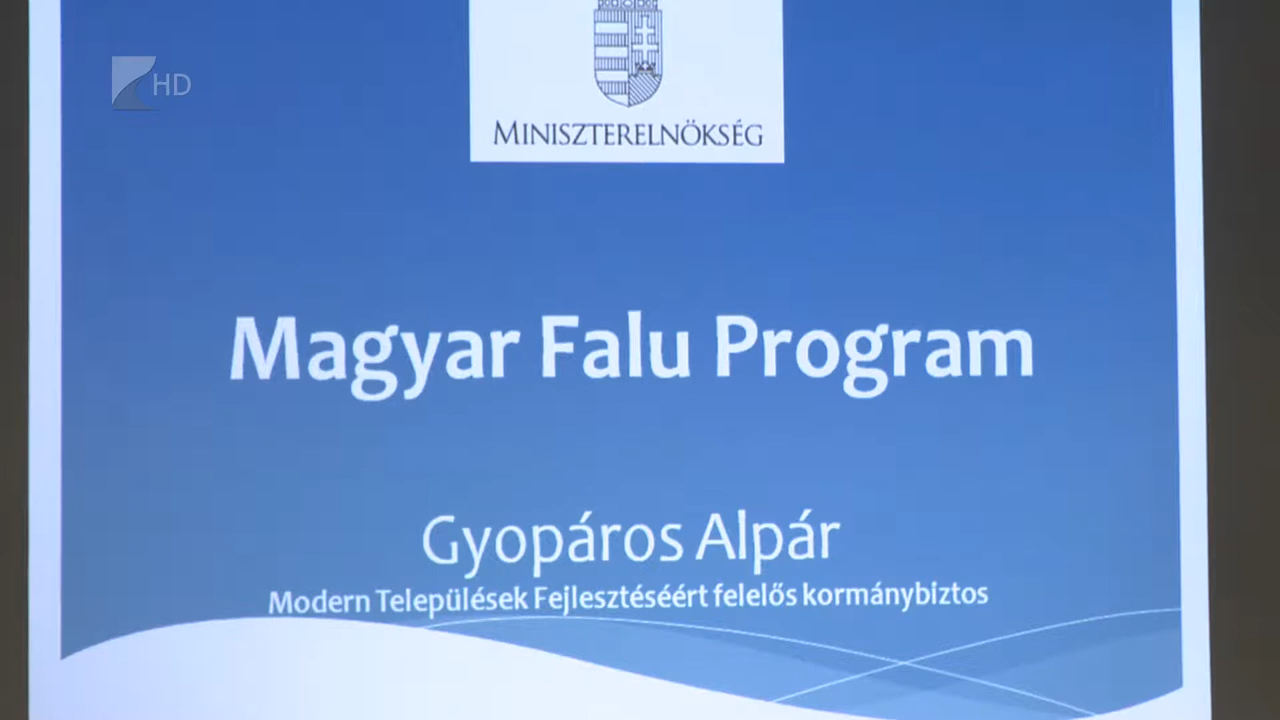 HD
MINISZTERELNÖKSÉG
Magyar Falu Program
Gyopáros Alpár
Modern Települések Fejlesztéséért felelős kormánybiztos